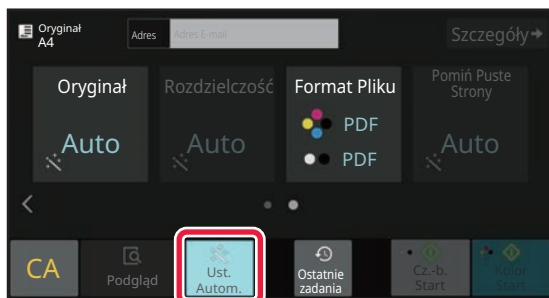 Oryginał
A4
Adres
Adres E-mail
Szczegóły
Oryginał
Auto
Rozdzielczość
Auto
Format Pliku
PDF
PDF
Pomiń Puste
Strony
Auto
CA
Podgląd
Ust.
Autom.
Ostatnie
zadania
Cz.-b.
Start
Kolor
Start